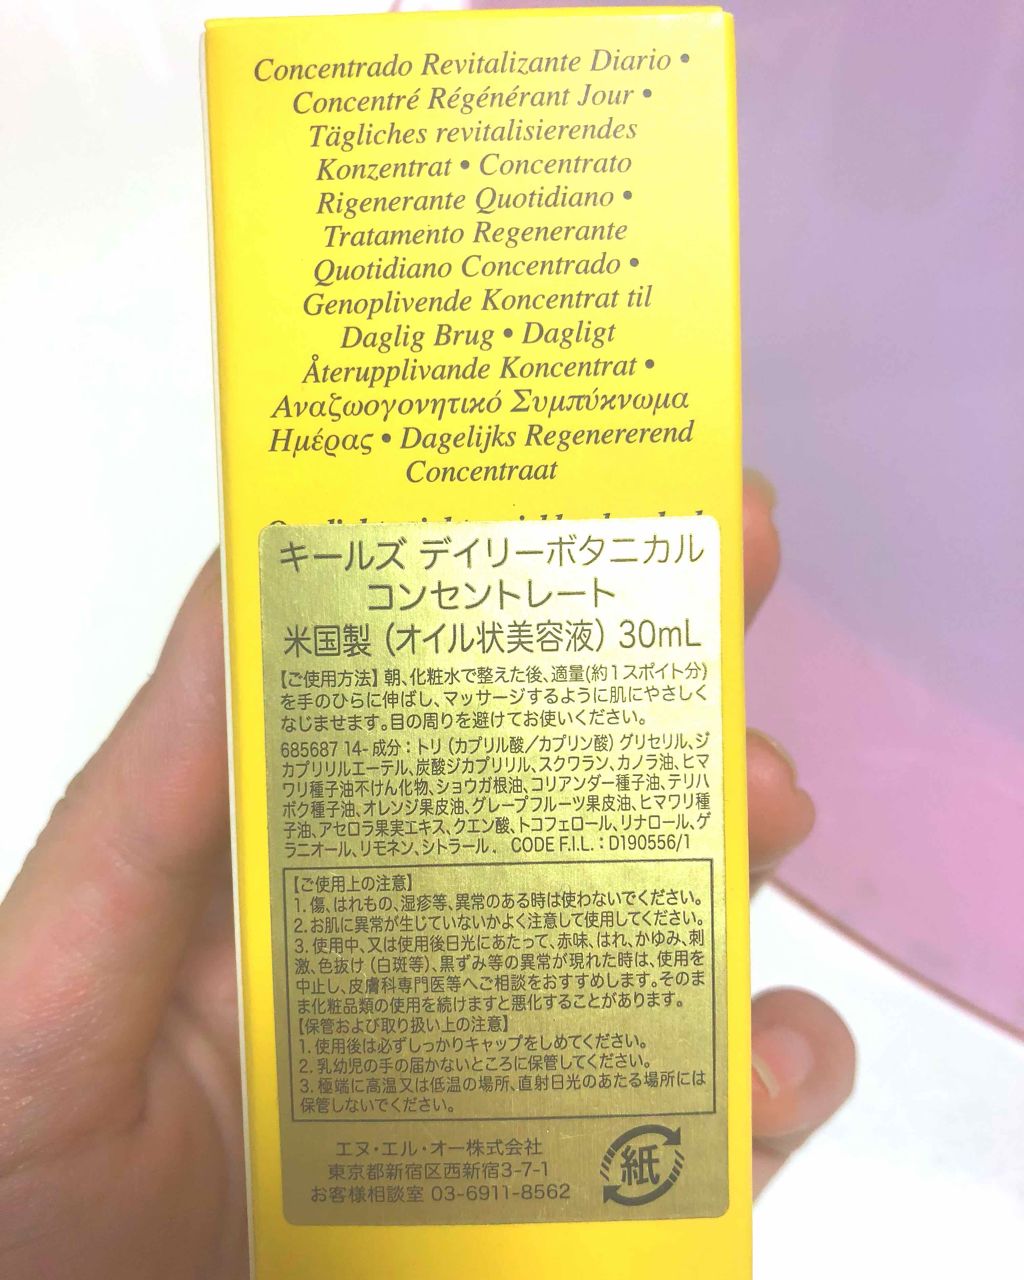 Concentrado Revitalizante Diario •
Concentré Régénérant Jour •
Tägliches revitalisierendes
Konzentrat • Concentrato
Rigenerante Quotidiano •
Tratamento Regenerante
Quotidiano Concentrado •
Genoplivende Koncentrat til
Daglig Brug • Dagligt
Återupplivande Koncentrat •
Αναζωογονητικό Συμπύκνωμα
Ημέρας • Dagelijks Regenererend
Concentraat
キールズ デイリーボタニカル
コンセントレート
米国製（オイル状美容液）30mL
【ご使用方法】朝、化粧水で整えた後、適量(約1スポイト分)
を手のひらに伸ばし、マッサージするように肌にやさしく
なじませます。目の周りを避けてお使いください。
685687 14- 成分：トリ（カプリル酸／カプリン酸）グリセリル、ジ
カプリリルエーテル、炭酸ジカプリリル、スクワラン、カノラ油、ヒマ
ワリ種子油不けん化物、ショウガ根油、コリアンダー種子油、テリハ
ボク種子油、オレンジ果皮油、グレープフルーツ果皮油、ヒマワリ種
子油、アセロラ果実エキス、クエン酸、トコフェロール、リナロール、ゲ
ラニオール、リモネン、シトラール． CODE F.I.L.：D190556/1
【ご使用上の注意】
1. 傷、はれもの、湿疹等、異常のある時は使わないでください。
2. お肌に異常が生じていないかよく注意して使用してください。
3. 使用中、又は使用後日光にあたって、赤味、はれ、かゆみ、刺
激、色抜け（白斑等）、黒ずみ等の異常が現れた時は、使用を
中止し、皮膚科専門医等へご相談をおすすめします。そのま
ま化粧品類の使用を続けますと悪化することがあります。
【保管および取り扱い上の注意】
1. 使用後は必ずしっかりキャップをしめてください。
2. 乳幼児の手の届かないところに保管してください。
3. 極端に高温又は低温の場所、直射日光のあたる場所には
保管しないでください。
エヌ・エル・オー株式会社
東京都新宿区西新宿3-7-1
お客様相談室 03-6911-8562
紙